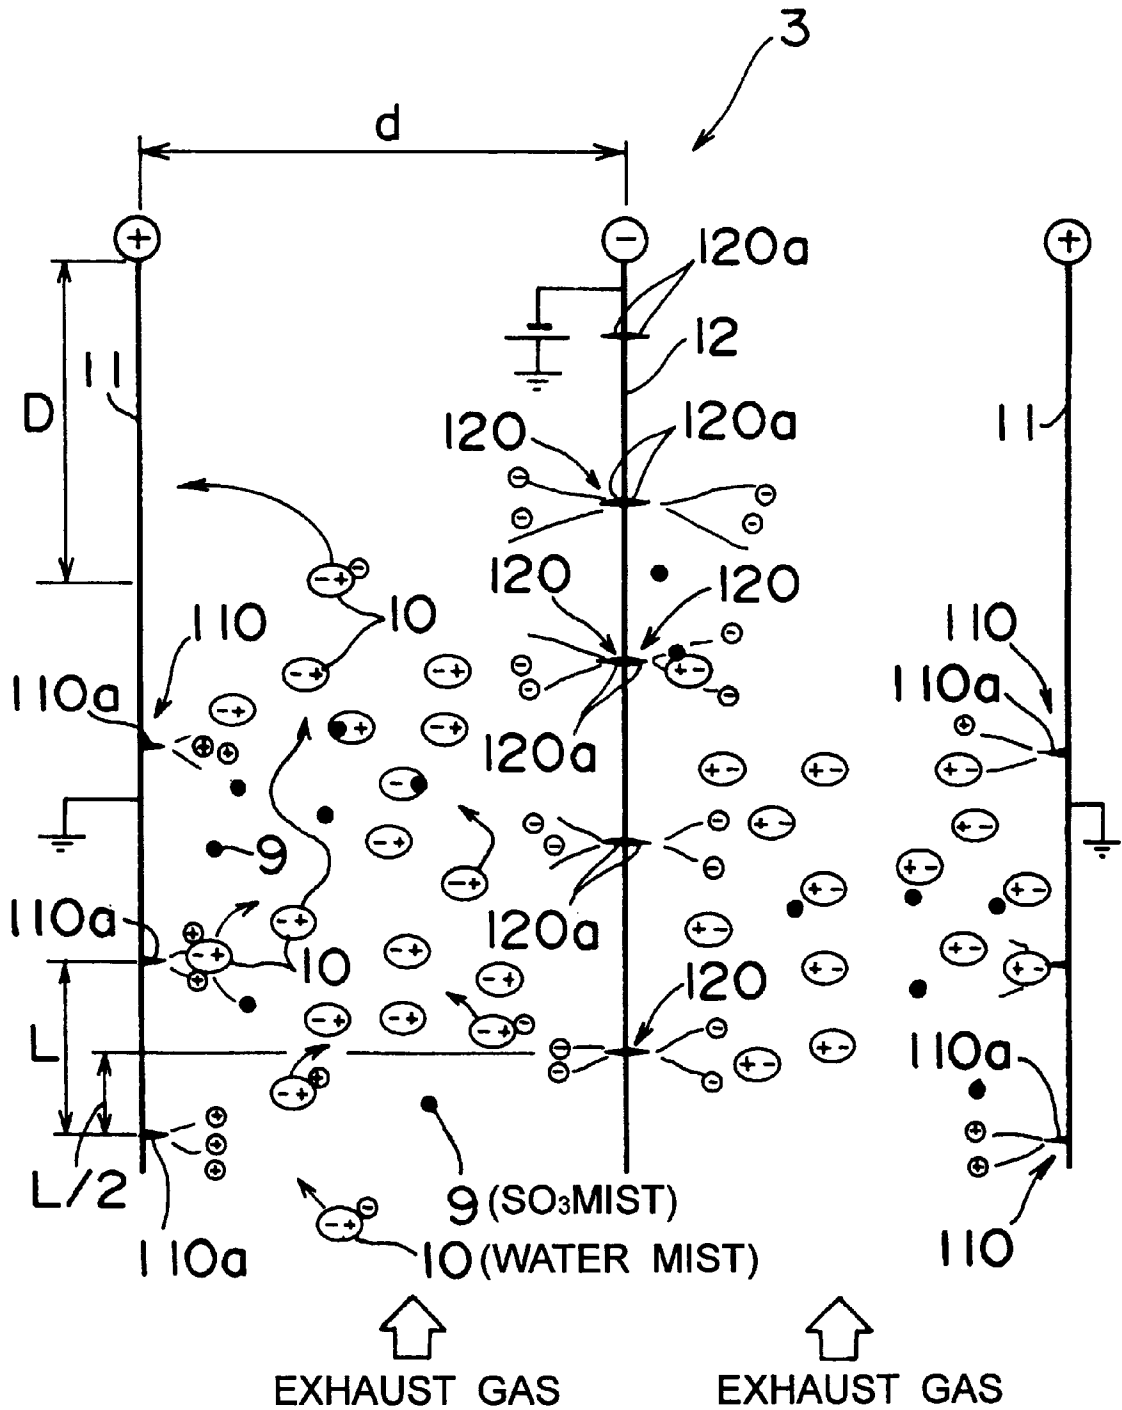 3
d
+
-
+
120a
12
11
D
120
120a
11
10
120
120
110
110a
110
110a
120a
9
110a
10
120a
L
120
110a
L/2
9 (SO₃MIST)
110a
10 (WATER MIST)
110
EXHAUST GAS
EXHAUST GAS